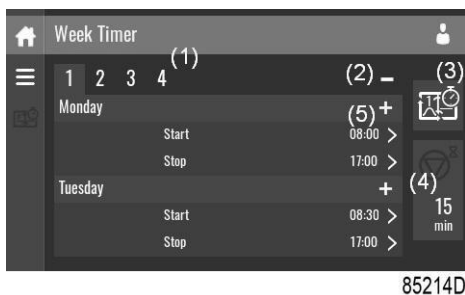 Week Timer
(1)
1 2 3 4
(2) − (3)
Monday
(5) +
Start 08:00 >
Stop 17:00 >
Tuesday + (4)
Start 08:30 >
Stop 17:00 >
15
min
85214D